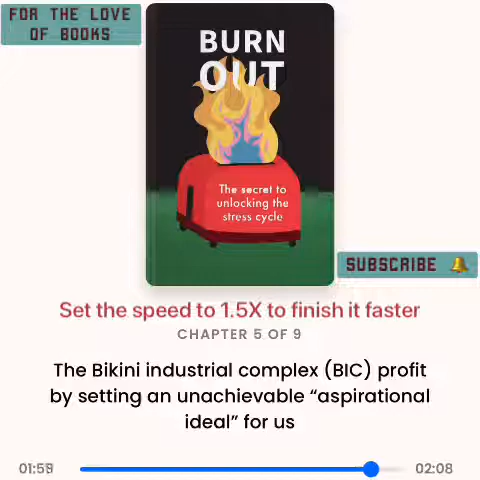 FOR THE LOVE
OF BOOKS
BURN
OUT
The secret to
unlocking the
stress cycle
SUBSCRIBE 🔔
Set the speed to 1.5X to finish it faster
CHAPTER 5 OF 9
The Bikini industrial complex (BIC) profit
by setting an unachievable “aspirational
ideal” for us
02:08